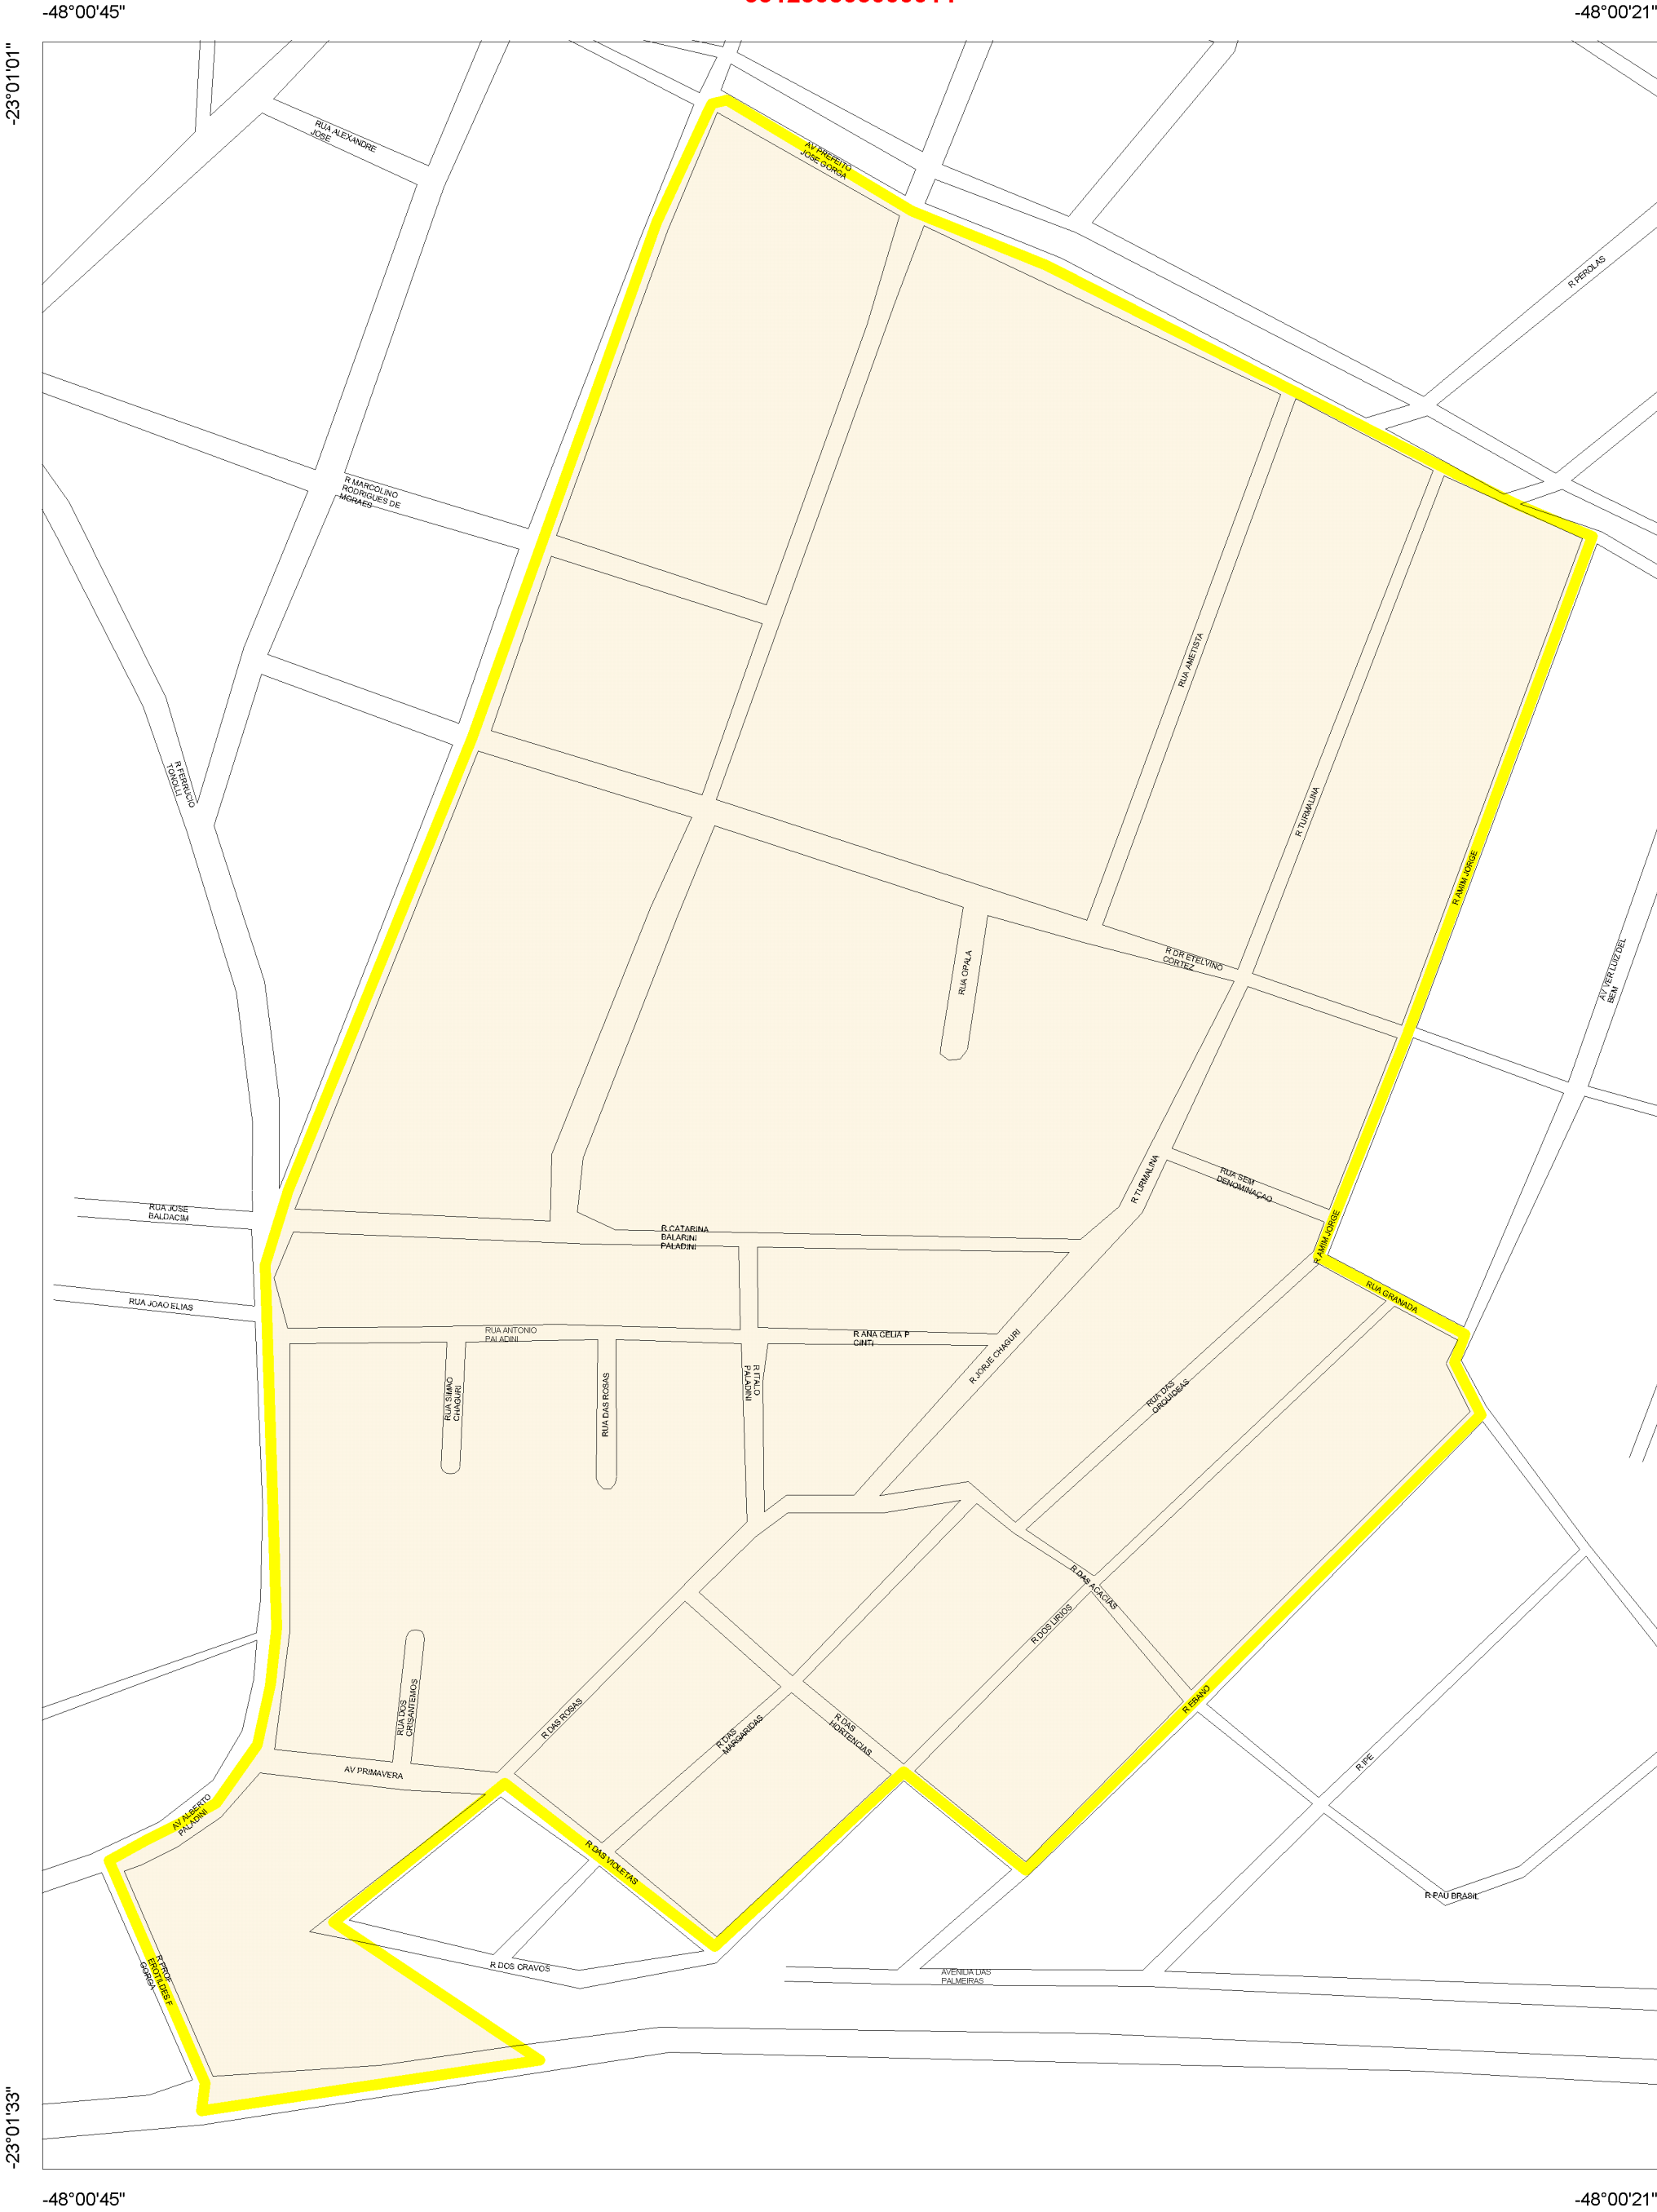 -48°00'45"
-48°00'21"
-23°01'01"
RUA ALEXANDRE
JOSE
AV PREFEITO
JOSE GORGA
R PEROLAS
R MARCOLINO
RODRIGUES DE
MORAES
RUA AMETISTA
R FERRUCIO
TONOLLI
R TURMALINA
R AMIM JORGE
R DR ETELVINO
CORTEZ
RUA OPALA
AV VER LUIZ DEL
BEM
R TURMALINA
RUA SEM
DENOMINAÇAO
RUA JOSE
BALDACIM
R CATARINA
BALARINI
PALADINI
R AMIM JORGE
RUA GRANADA
RUA JOAO ELIAS
RUA ANTONIO
PALADINI
R ANA CELIA P
CINTI
R JORJE CHAGURI
RUA SIMAO
CHAGURI
RUA DAS ROSAS
R ITALO
PALADINI
RUA DAS
ORQUIDEAS
R DAS ACACIAS
R DOS LIRIOS
RUA DOS
CRISANTEMOS
R DAS ROSAS
R DAS
MARGARIDAS
R DAS
HORTENCIAS
R EBANO
R IPE
AV PRIMAVERA
AV ALBERTO
PALADINI
R DAS VIOLETAS
R PAU BRASIL
R PROF
EROTILDES F
GORGA
R DOS CRAVOS
AVENIDA DAS
PALMEIRAS
-23°01'33"
-48°00'45"
-48°00'21"